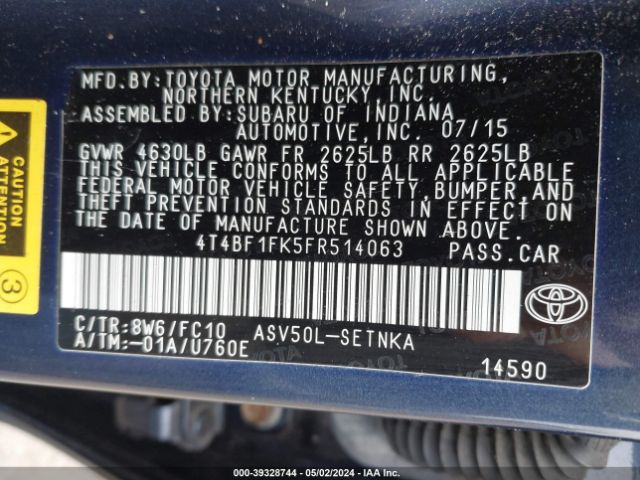 MFD.BY:TOYOTA MOTOR MANUFACTURING,
NORTHERN KENTUCKY,INC.
ASSEMBLED BY:SUBARU OF INDIANA
AUTOMOTIVE,INC. 07/15
GVWR 4630LB GAWR FR 2625LB RR 2625LB
THIS VEHICLE CONFORMS TO ALL APPLICABLE
FEDERAL MOTOR VEHICLE SAFETY,BUMPER,AND
THEFT PREVENTION STANDARDS IN EFFECT ON
THE DATE OF MANUFACTURE SHOWN ABOVE.
4T4BF1FK5FR514063 PASS.CAR
C/TR:8W6/FC10 ASV50L-SETNKA
A/TM:-01A/U760E
14590
TOYOTA
3
000-39328744 - 05/02/2024 - IAA Inc.